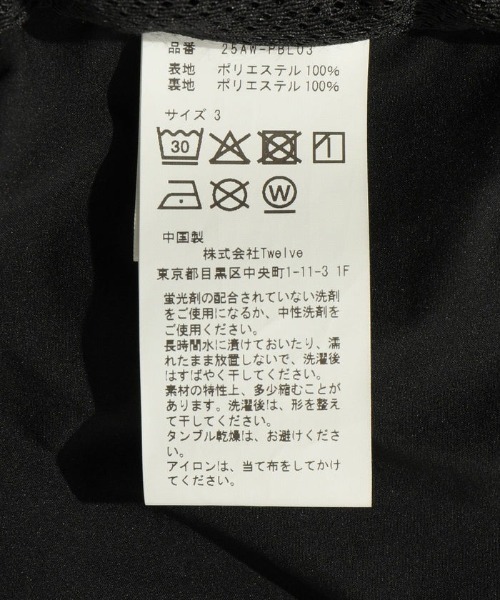 品番 25AW-PBL03
表地 ポリエステル100%
裏地 ポリエステル100%
サイズ 3
30
W
中国製
株式会社Twelve
東京都目黒区中央町1-11-3 1F
蛍光剤の配合されていない洗剤
をご使用になるか、中性洗剤をご
使用ください。
長時間水に漬けておいたり、濡
れたまま放置しないで、洗濯後
はすばやく干してください。
素材の特性上、多少縮むことが
あります。洗濯後は、形を整え
て干してください。
タンブル乾燥は、お避けくださ
い。
アイロンは、当て布をしてかけ
てください。